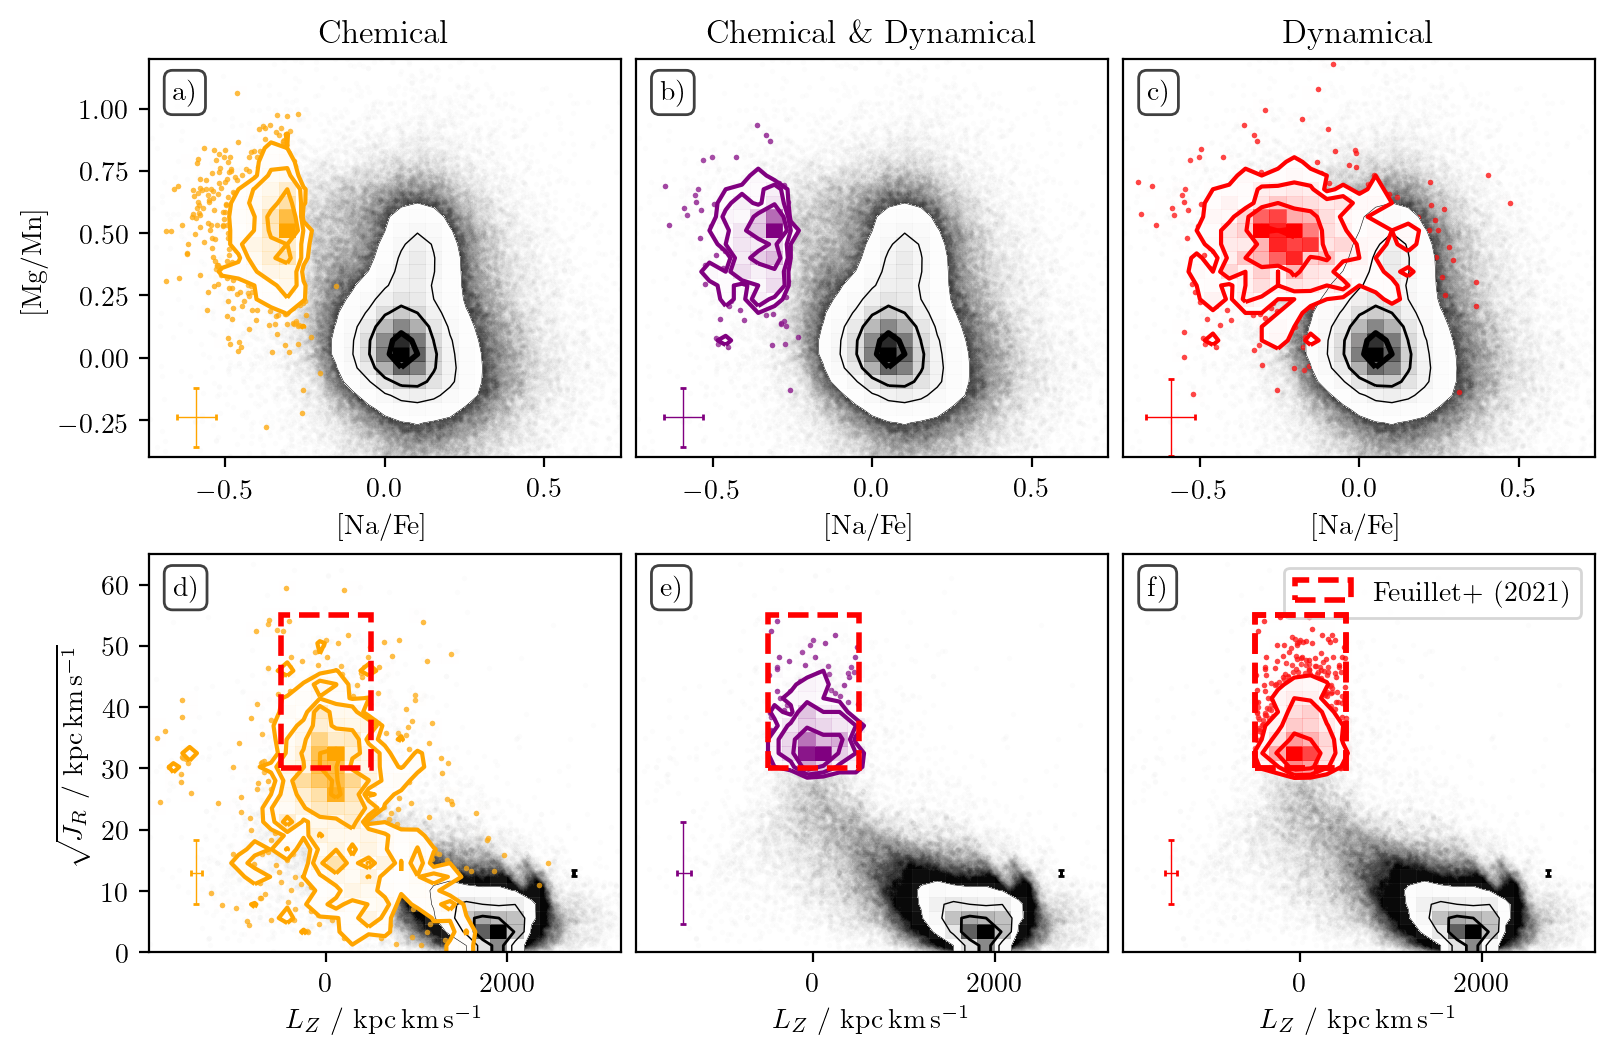 Chemical
Chemical & Dynamical
Dynamical
a)
b)
c)
1.00
0.75
0.50
0.25
0.00
−0.25
[Mg/Mn]
−0.5 0.0 0.5
−0.5 0.0 0.5
−0.5 0.0 0.5
[Na/Fe]
[Na/Fe]
[Na/Fe]
d)
e)
f)
Feuillet+ (2021)
60
50
40
30
20
10
0
√J_R / kpc km s⁻¹
0 2000
0 2000
0 2000
L_Z / kpc km s⁻¹
L_Z / kpc km s⁻¹
L_Z / kpc km s⁻¹